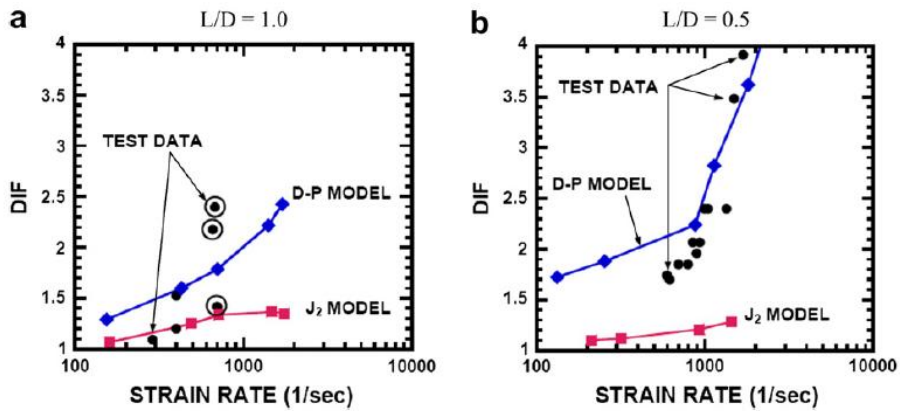 a
L/D = 1.0
4
3.5
3
2.5
2
1.5
1
DIF
TEST DATA
D-P MODEL
J₂ MODEL
100
1000
10000
STRAIN RATE (1/sec)
b
L/D = 0.5
4
3.5
3
2.5
2
1.5
1
DIF
TEST DATA
D-P MODEL
J₂ MODEL
100
1000
10000
STRAIN RATE (1/sec)